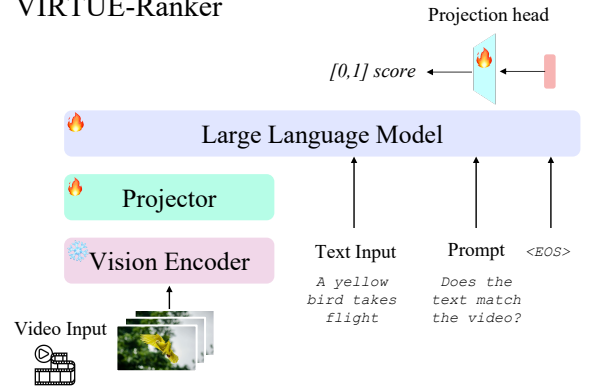 VIRTUE-Ranker
Projection head
[0,1] score
Large Language Model
Projector
Vision Encoder
Text Input
Prompt
<EOS>
A yellow
bird takes
flight
Does the
text match
the video?
Video Input